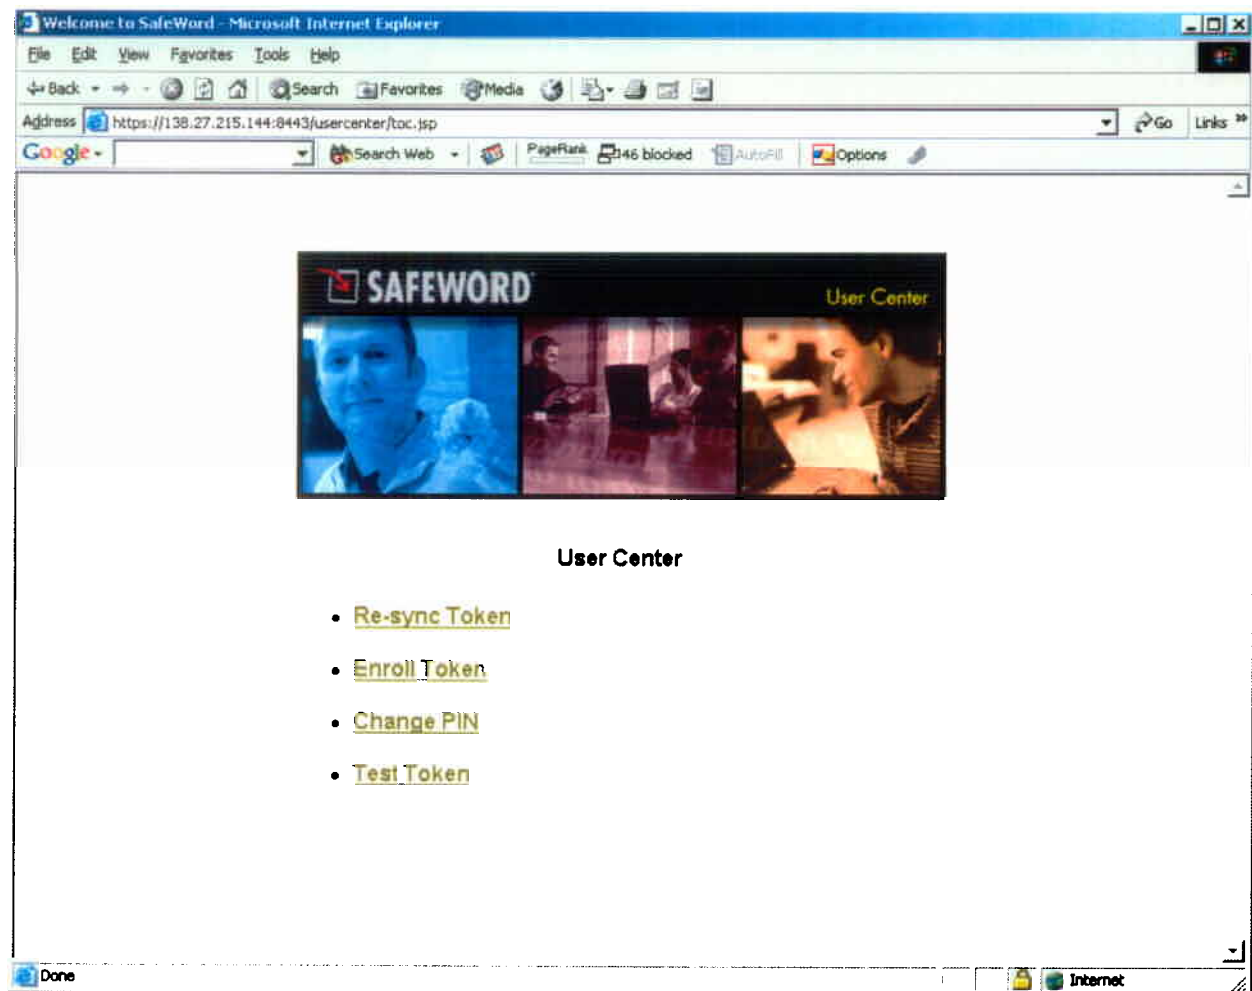 Welcome to SafeWord - Microsoft Internet Explorer
File Edit View Favorites Tools Help
Back Search Favorites Media
Address https://138.27.215.144:8443/usercenter/toc.jsp Go Links »
Google Search Web PageRank 146 blocked AutoFill Options
SAFEWORD
User Center
User Center
• Re-sync Token
• Enroll Token
• Change PIN
• Test Token
Done Internet